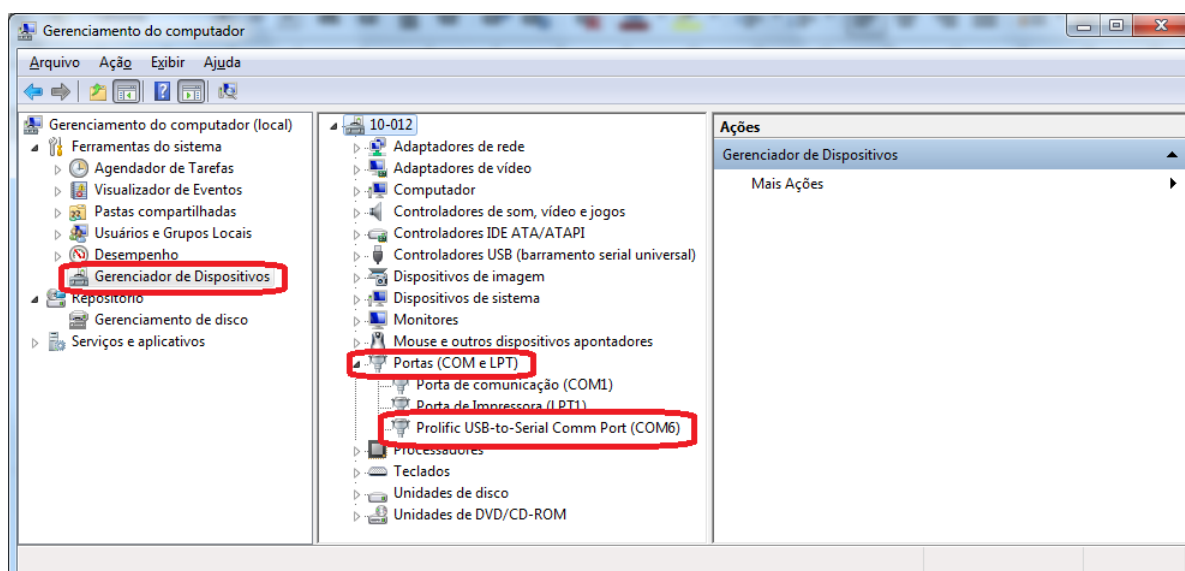 Gerenciamento do computador
Arquivo Ação Exibir Ajuda
Gerenciamento do computador (local)
Ferramentas do sistema
Agendador de Tarefas
Visualizador de Eventos
Pastas compartilhadas
Usuários e Grupos Locais
Desempenho
Gerenciador de Dispositivos
Repositório
Gerenciamento de disco
Serviços e aplicativos
10-012
Adaptadores de rede
Adaptadores de vídeo
Computador
Controladores de som, vídeo e jogos
Controladores IDE ATA/ATAPI
Controladores USB (barramento serial universal)
Dispositivos de imagem
Dispositivos de sistema
Monitores
Mouse e outros dispositivos apontadores
Portas (COM e LPT)
Porta de comunicação (COM1)
Porta de Impressora (LPT1)
Prolific USB-to-Serial Comm Port (COM6)
Processadores
Teclados
Unidades de disco
Unidades de DVD/CD-ROM
Ações
Gerenciador de Dispositivos
Mais Ações